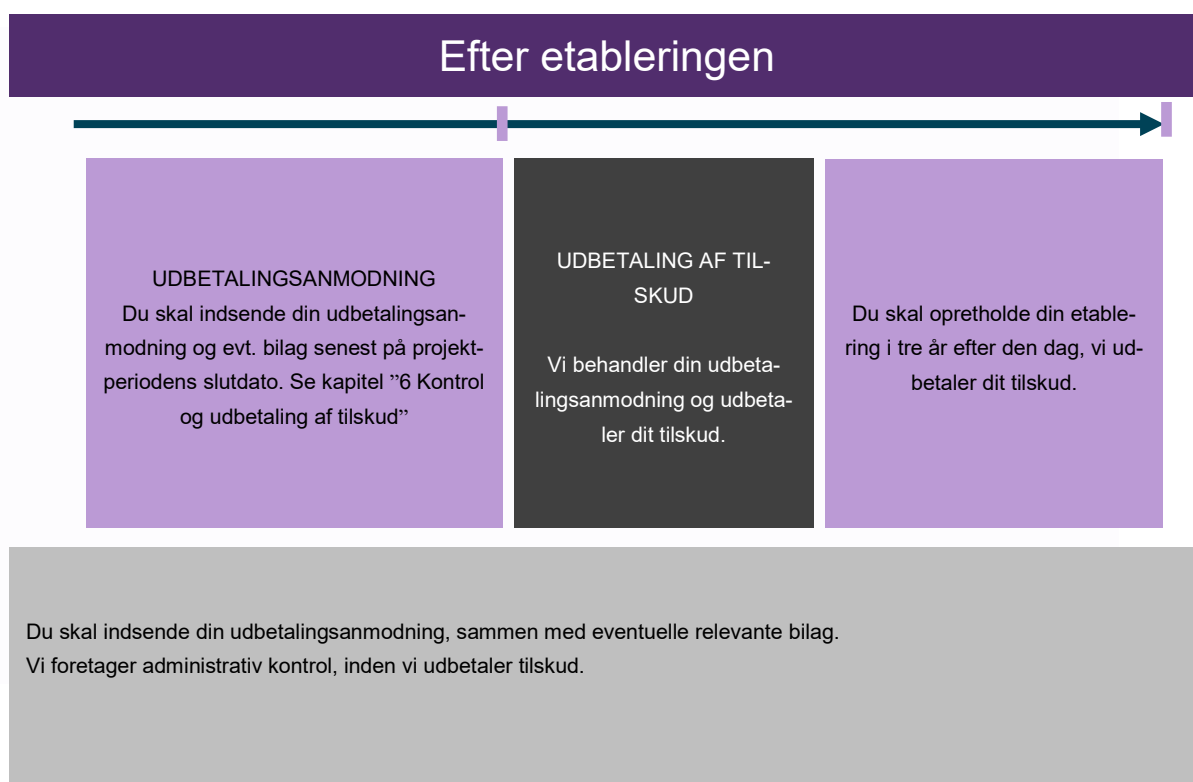 Efter etableringen
UDBETALINGSANMODNING
Du skal indsende din udbetalingsan-
modning og evt. bilag senest på projekt-
periodens slutdato. Se kapitel ”6 Kontrol
og udbetaling af tilskud”
UDBETALING AF TIL-
SKUD
Vi behandler din udbeta-
lingsanmodning og udbeta-
ler dit tilskud.
Du skal opretholde din etable-
ring i tre år efter den dag, vi ud-
betaler dit tilskud.
Du skal indsende din udbetalingsanmodning, sammen med eventuelle relevante bilag.
Vi foretager administrativ kontrol, inden vi udbetaler tilskud.